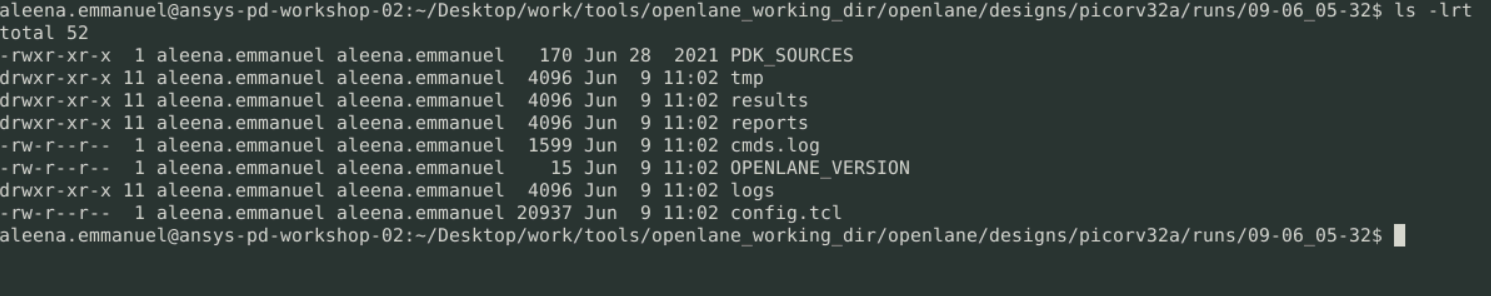 aleena.emmanuel@ansys-pd-workshop-02:~/Desktop/work/tools/openlane_working_dir/openlane/designs/picorv32a/runs/09-06_05-32$ ls -lrt
total 52
-rwxr-xr-x  1 aleena.emmanuel aleena.emmanuel   170 Jun 28  2021 PDK_SOURCES
drwxr-xr-x 11 aleena.emmanuel aleena.emmanuel  4096 Jun  9 11:02 tmp
drwxr-xr-x 11 aleena.emmanuel aleena.emmanuel  4096 Jun  9 11:02 results
drwxr-xr-x 11 aleena.emmanuel aleena.emmanuel  4096 Jun  9 11:02 reports
-rw-r--r--  1 aleena.emmanuel aleena.emmanuel  1599 Jun  9 11:02 cmds.log
-rw-r--r--  1 aleena.emmanuel aleena.emmanuel    15 Jun  9 11:02 OPENLANE_VERSION
drwxr-xr-x 11 aleena.emmanuel aleena.emmanuel  4096 Jun  9 11:02 logs
-rw-r--r--  1 aleena.emmanuel aleena.emmanuel 20937 Jun  9 11:02 config.tcl
aleena.emmanuel@ansys-pd-workshop-02:~/Desktop/work/tools/openlane_working_dir/openlane/designs/picorv32a/runs/09-06_05-32$